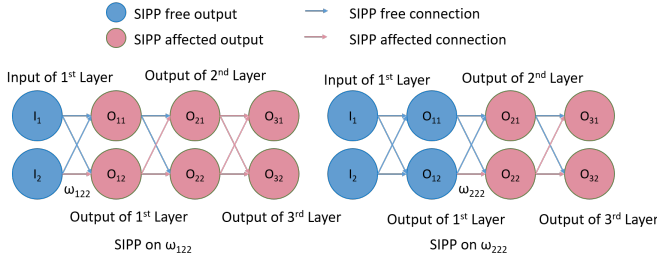 SIPP free output SIPP free connection
SIPP affected output SIPP affected connection
Input of 1st Layer Output of 2nd Layer Input of 1st Layer Output of 2nd Layer
I1 O11 O21 O31 I1 O11 O21 O31
I2 O12 O22 O32 I2 O12 O22 O32
ω122 ω222
Output of 1st Layer Output of 3rd Layer Output of 1st Layer Output of 3rd Layer
SIPP on ω122 SIPP on ω222